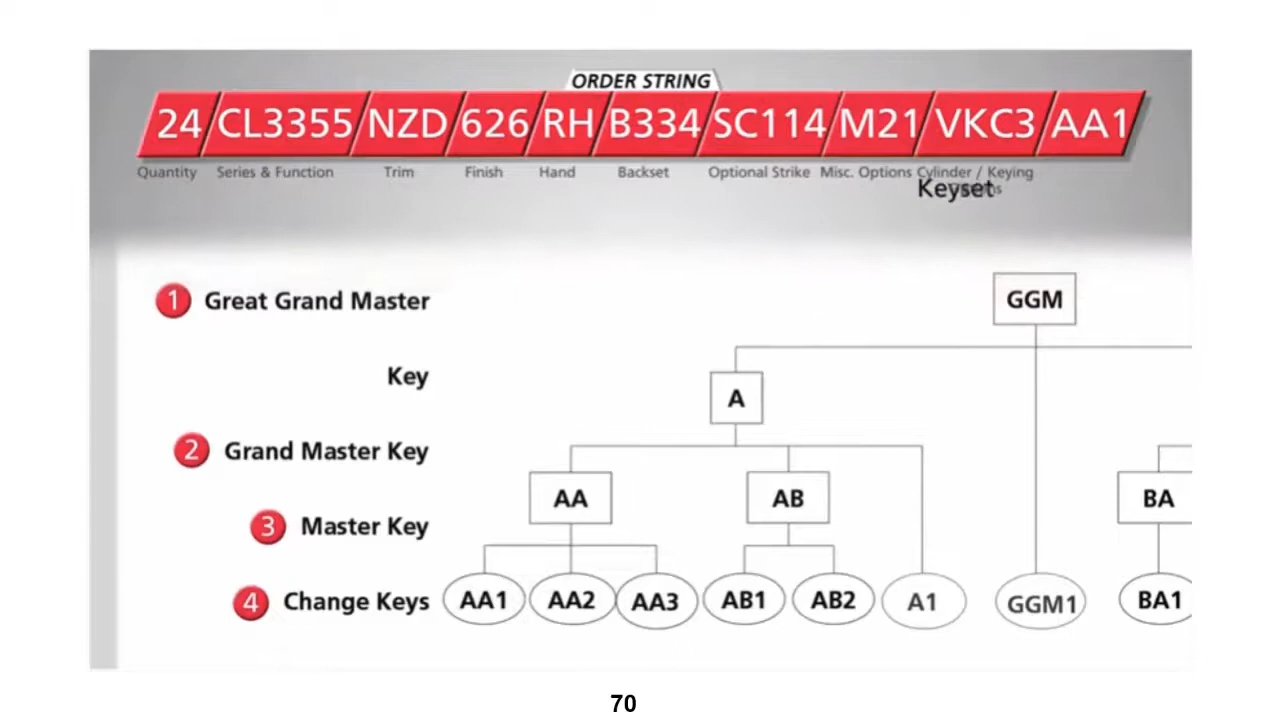 ORDER STRING
24 CL3355 NZD 626 RH B334 SC114 M21 VKC3 AA1
Quantity Series & Function Trim Finish Hand Backset Optional Strike Misc. Options Cylinder / Keying
Keyset
1 Great Grand Master GGM
Key A
2 Grand Master Key
AA AB BA
3 Master Key
4 Change Keys AA1 AA2 AA3 AB1 AB2 A1 GGM1 BA1
70